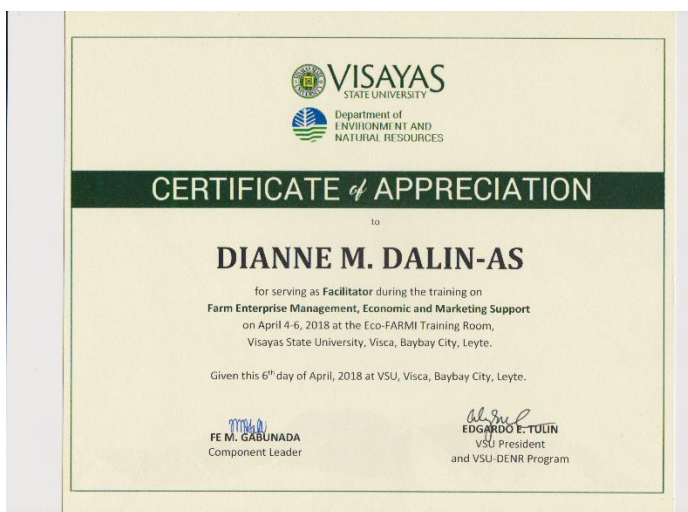 VISAYAS
STATE UNIVERSITY
Department of
ENVIRONMENT AND
NATURAL RESOURCES
CERTIFICATE of APPRECIATION
to
DIANNE M. DALIN-AS
for serving as Facilitator during the training on
Farm Enterprise Management, Economic and Marketing Support
on April 4-6, 2018 at the Eco-FARMI Training Room,
Visayas State University, Visca, Baybay City, Leyte.
Given this 6th day of April, 2018 at VSU, Visca, Baybay City, Leyte.
FE M. GABUNADA
Component Leader
EDGARDO E. TULIN
VSU President
and VSU-DENR Program